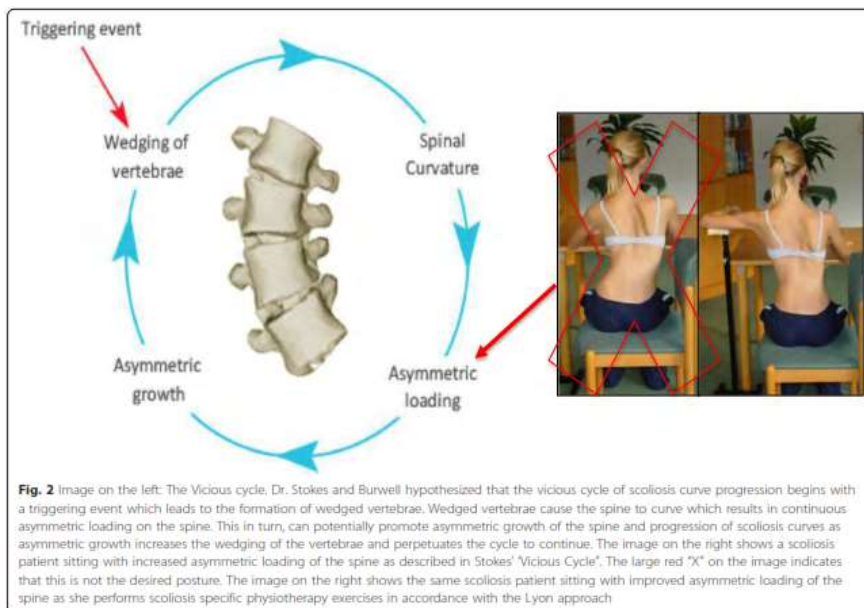 Triggering event
Wedging of
vertebrae
Spinal
Curvature
Asymmetric
growth
Asymmetric
loading
Fig. 2 Image on the left: The Vicious cycle, Dr. Stokes and Burwell hypothesized that the vicious cycle of scoliosis curve progression begins with
a triggering event which leads to the formation of wedged vertebrae. Wedged vertebrae cause the spine to curve which results in continuous
asymmetric loading on the spine. This in turn, can potentially promote asymmetric growth of the spine and progression of scoliosis curves as
asymmetric growth increases the wedging of the vertebrae and perpetuates the cycle to continue. The image on the right shows a scoliosis
patient sitting with increased asymmetric loading of the spine as described in Stokes' "Vicious Cycle". The large red "X" on the image indicates
that this is not the desired posture. The image on the right shows the same scoliosis patient sitting with improved asymmetric loading of the
spine as she performs scoliosis specific physiotherapy exercises in accordance with the Lyon approach